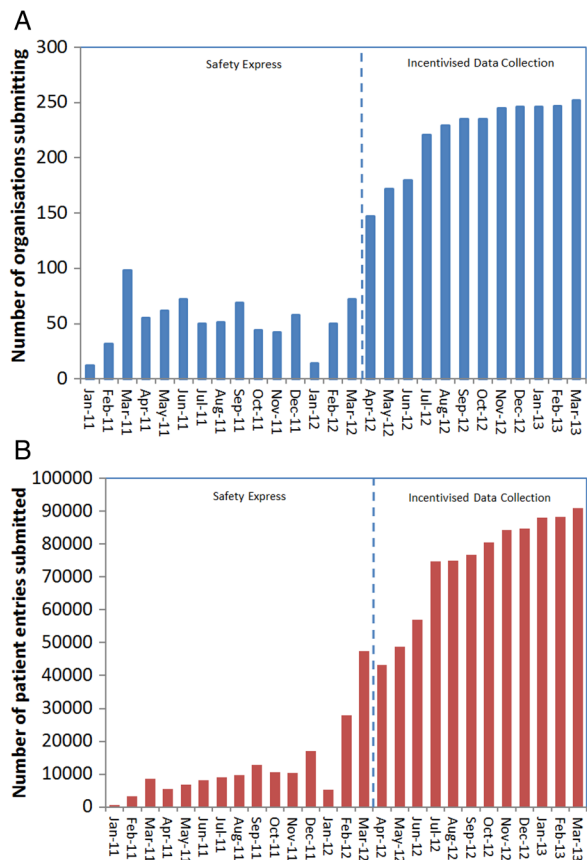 A
Number of organisations submitting
300
250
200
150
100
50
0
Safety Express
Incentivised Data Collection
Jan-11
Feb-11
Mar-11
Apr-11
May-11
Jun-11
Jul-11
Aug-11
Sep-11
Oct-11
Nov-11
Dec-11
Jan-12
Feb-12
Mar-12
Apr-12
May-12
Jun-12
Jul-12
Aug-12
Sep-12
Oct-12
Nov-12
Dec-12
Jan-13
Feb-13
Mar-13
B
Number of patient entries submitted
100000
90000
80000
70000
60000
50000
40000
30000
20000
10000
0
Safety Express
Incentivised Data Collection
Jan-11
Feb-11
Mar-11
Apr-11
May-11
Jun-11
Jul-11
Aug-11
Sep-11
Oct-11
Nov-11
Dec-11
Jan-12
Feb-12
Mar-12
Apr-12
May-12
Jun-12
Jul-12
Aug-12
Sep-12
Oct-12
Nov-12
Dec-12
Jan-13
Feb-13
Mar-13